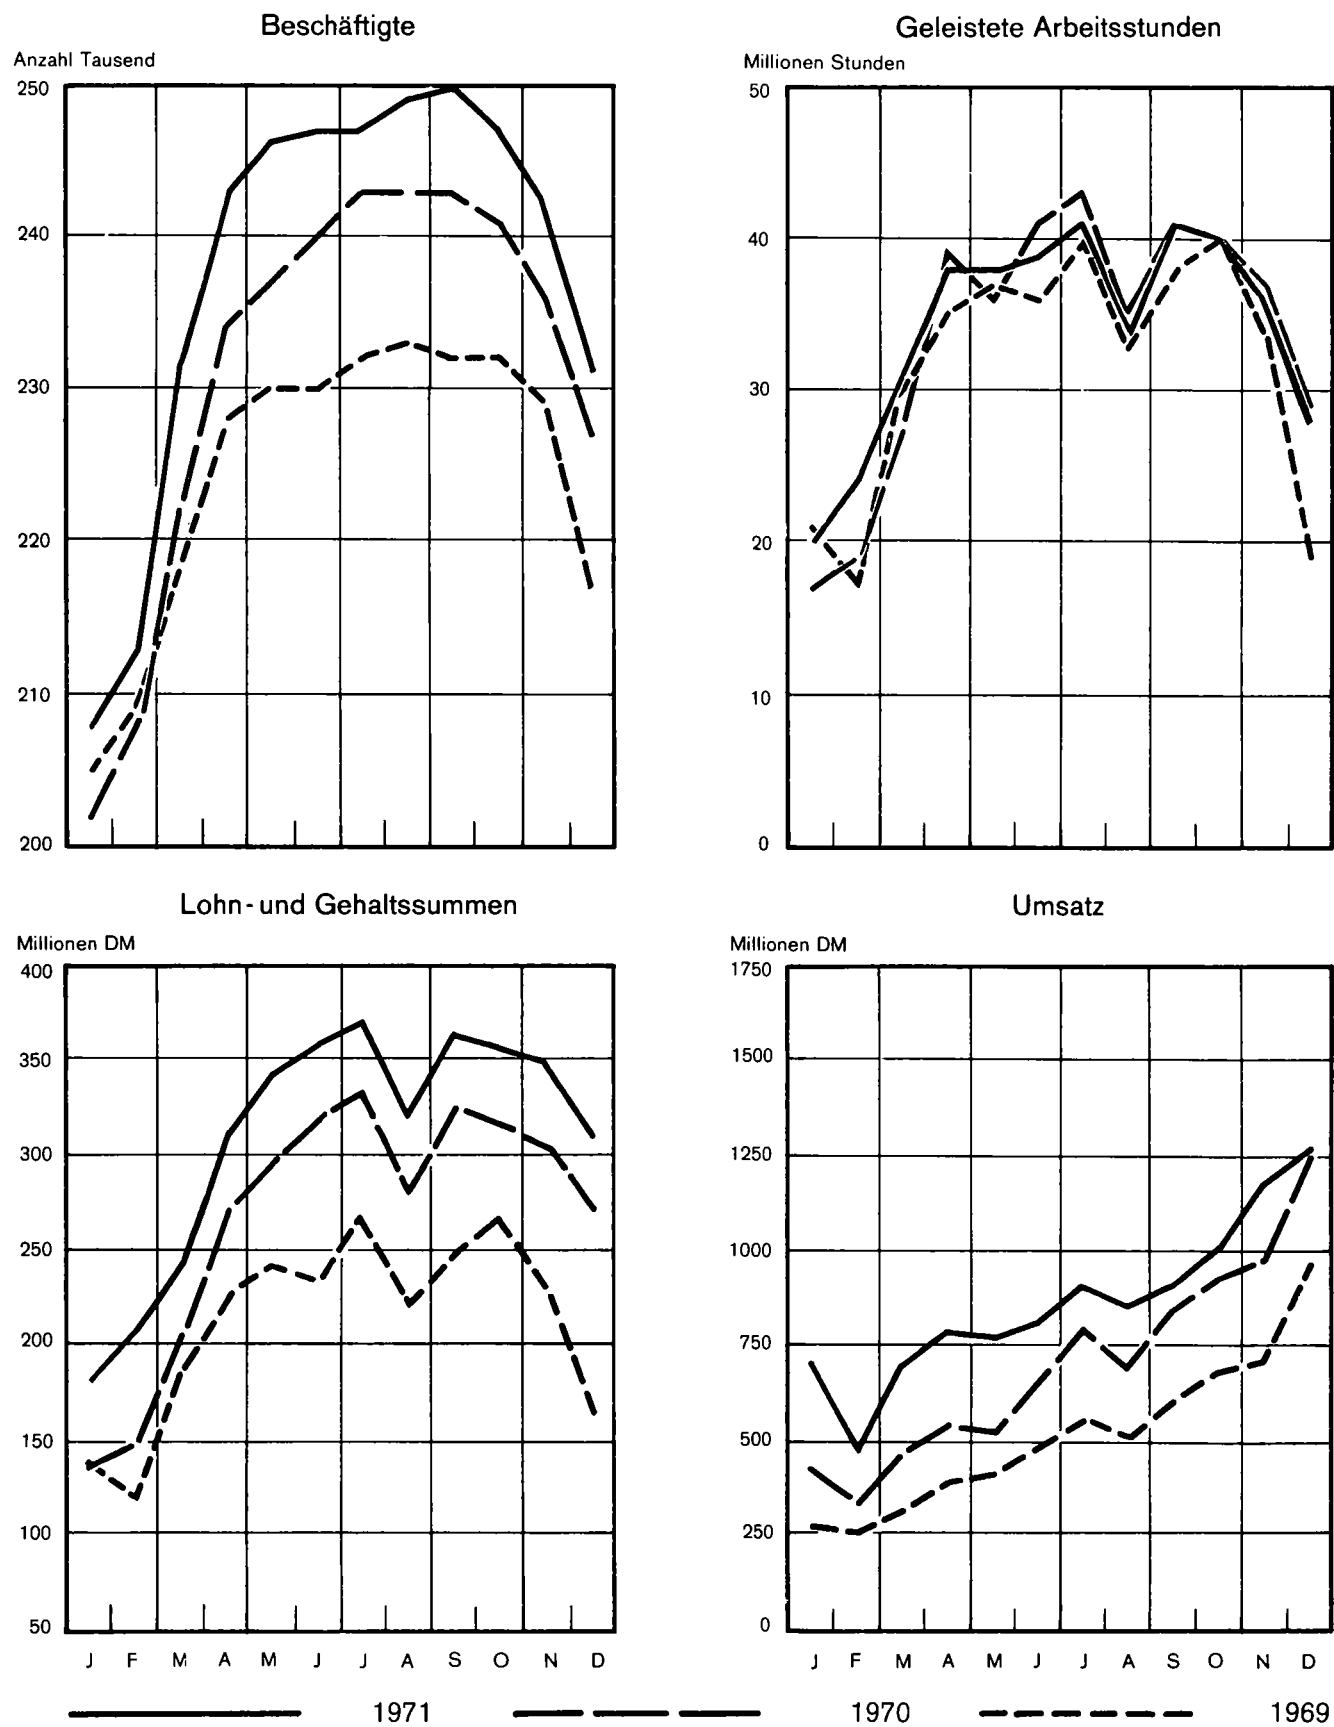 Beschäftigte
Anzahl Tausend
250
240
230
220
210
200
Geleistete Arbeitsstunden
Millionen Stunden
50
40
30
20
10
0
Lohn- und Gehaltssummen
Millionen DM
400
350
300
250
200
150
100
50
J F M A M J J A S O N D
Umsatz
Millionen DM
1750
1500
1250
1000
750
500
250
0
J F M A M J J A S O N D
1971 1970 1969